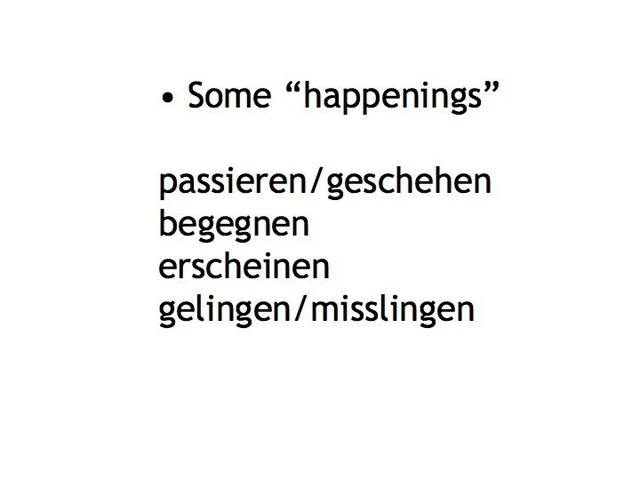 • Some “happenings”
passieren/geschehen
begegnen
erscheinen
gelingen/misslingen